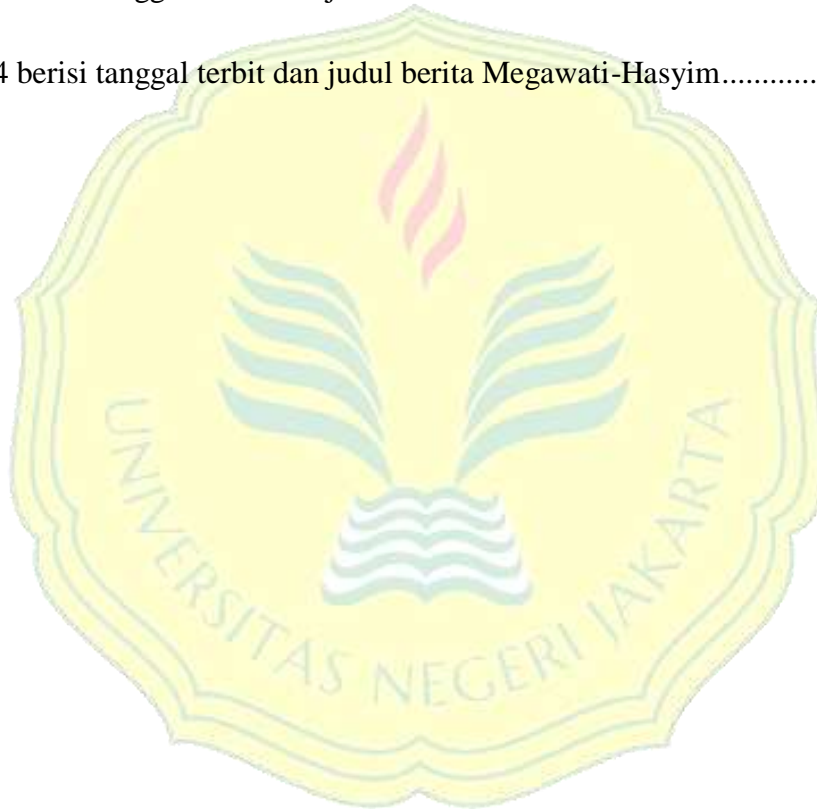 4 berisi tanggal terbit dan judul berita Megawati-Hasyim............
UNIVERSITAS NEGERI JAKARTA